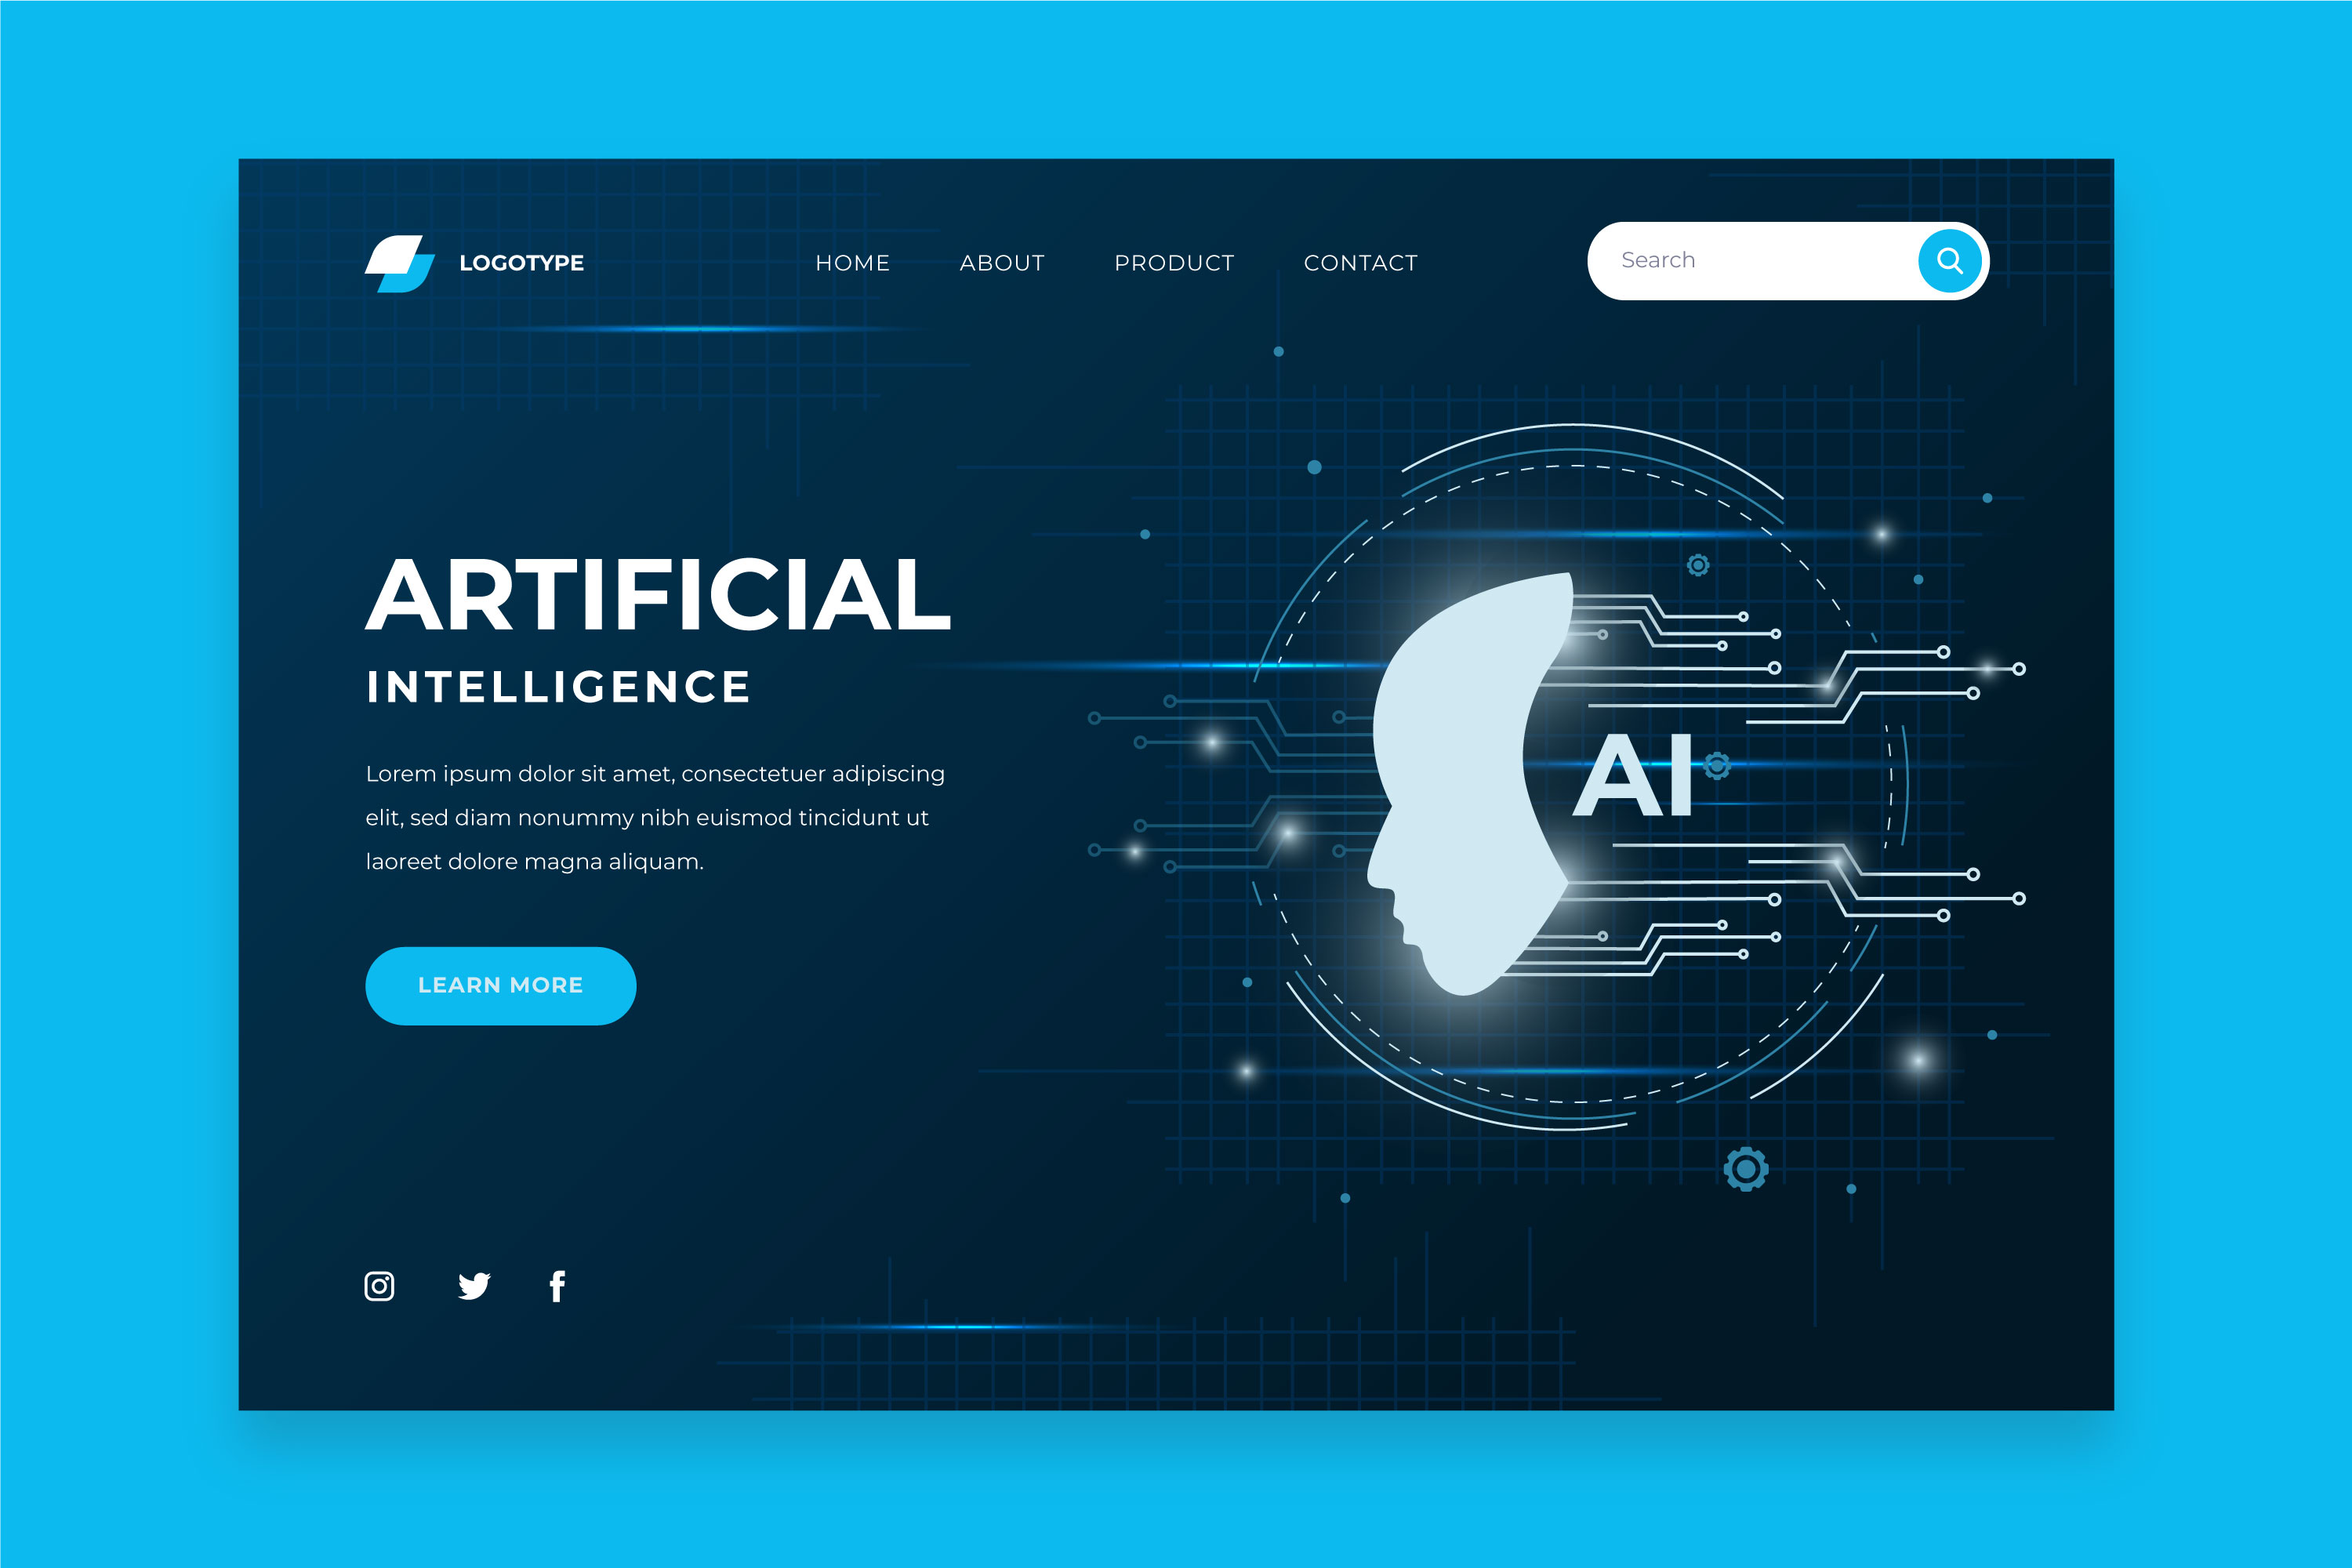 LOGOTYPE
HOME ABOUT PRODUCT CONTACT
Search
ARTIFICIAL
INTELLIGENCE
Lorem ipsum dolor sit amet, consectetuer adipiscing
elit, sed diam nonummy nibh euismod tincidunt ut
laoreet dolore magna aliquam.
LEARN MORE
AI